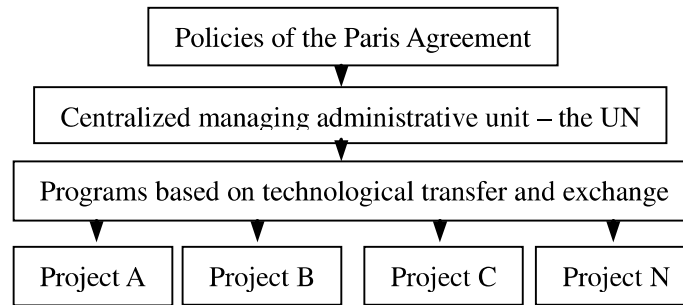 Policies of the Paris Agreement
Centralized managing administrative unit – the UN
Programs based on technological transfer and exchange
Project A
Project B
Project C
Project N